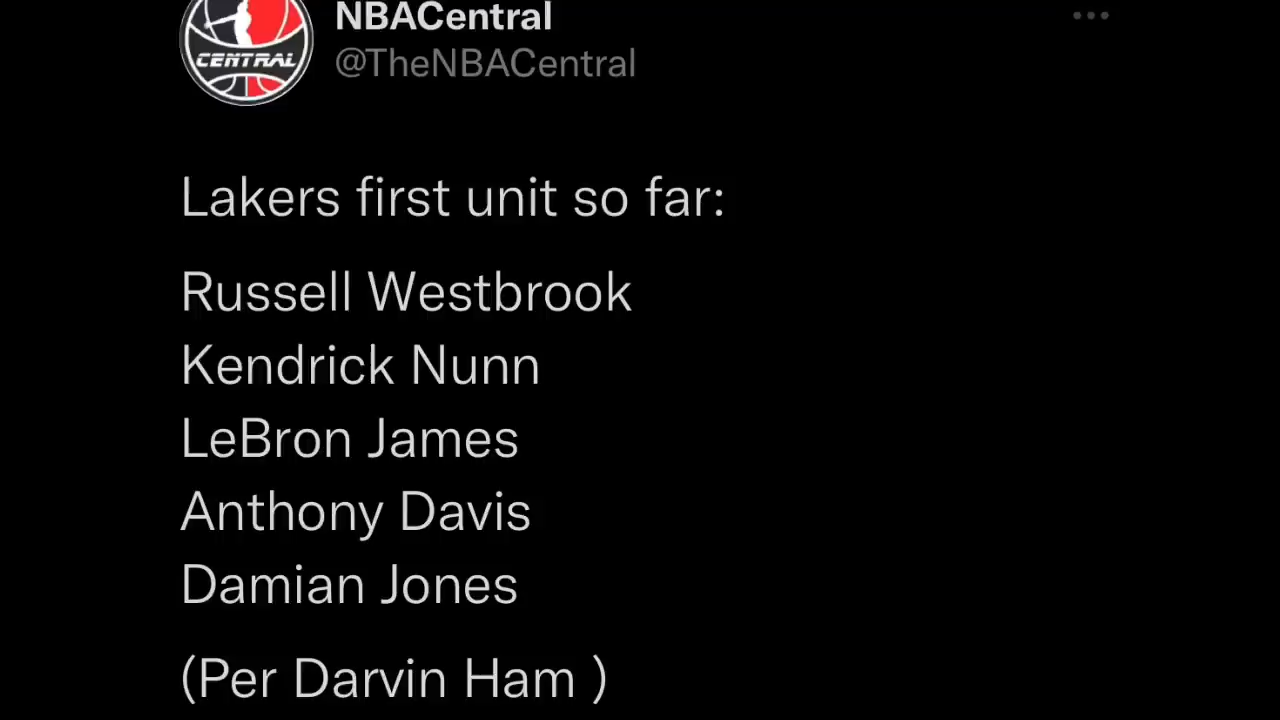 NBACentral
@TheNBACentral
CENTRAL
Lakers first unit so far:
Russell Westbrook
Kendrick Nunn
LeBron James
Anthony Davis
Damian Jones
(Per Darvin Ham )